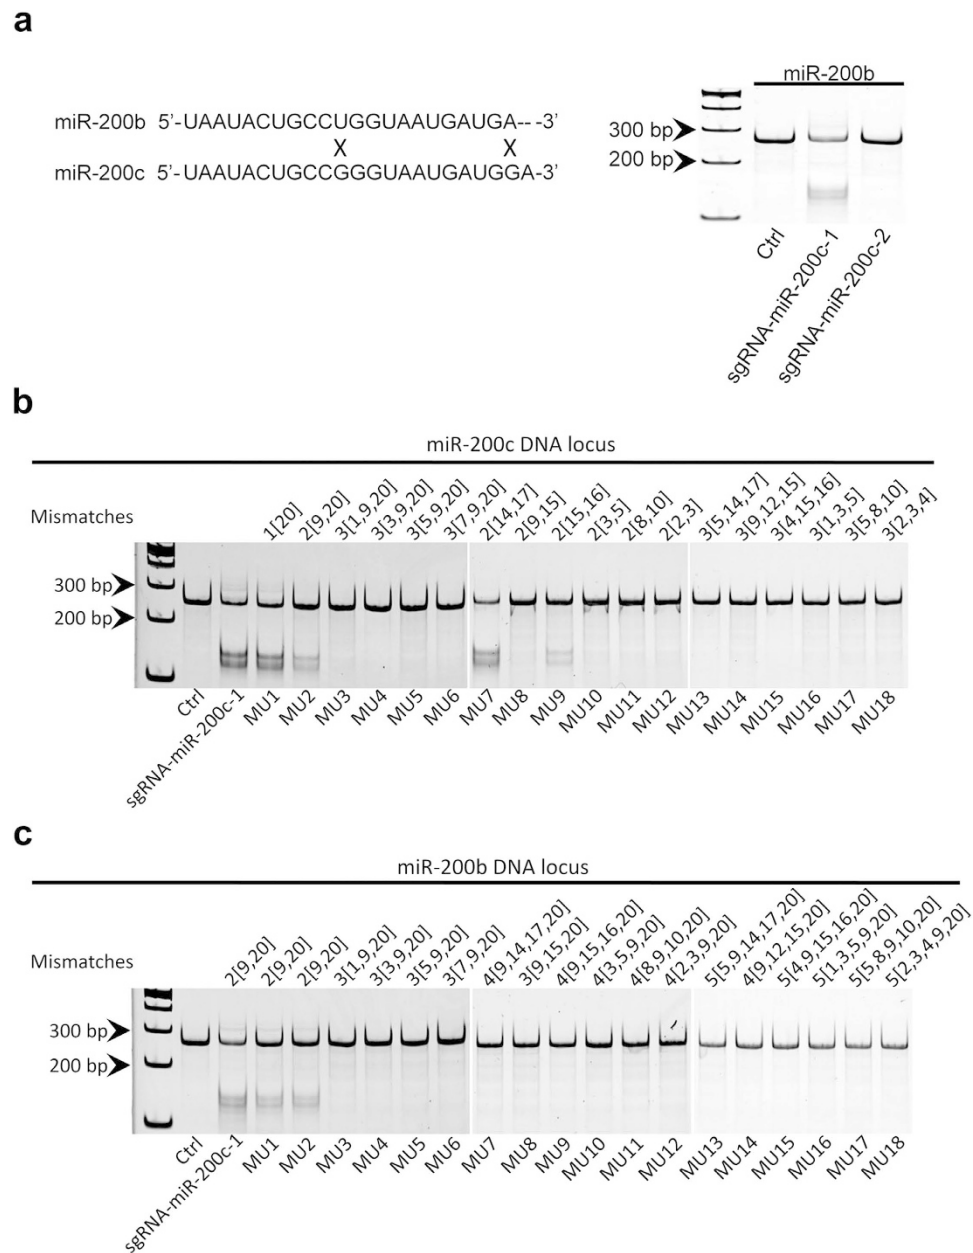 a
miR-200b 5’-UAAUACUGCCUGGUAAUGAUGA-- -3’
X X
miR-200c 5’-UAAUACUGCCGGGUAAUGAUGGA-3’
miR-200b
300 bp
200 bp
Ctrl
sgRNA-miR-200c-1
sgRNA-miR-200c-2
b
miR-200c DNA locus
Mismatches
1[20]
2[9,20]
3[1,9,20]
3[3,9,20]
3[5,9,20]
3[7,9,20]
2[14,17]
2[9,15]
2[15,16]
2[3,5]
2[8,10]
2[2,3]
3[5,14,17]
3[9,12,15]
3[4,15,16]
3[1,3,5]
3[5,8,10]
3[2,3,4]
300 bp
200 bp
Ctrl
sgRNA-miR-200c-1
MU1
MU2
MU3
MU4
MU5
MU6
MU7
MU8
MU9
MU10
MU11
MU12
MU13
MU14
MU15
MU16
MU17
MU18
c
miR-200b DNA locus
Mismatches
2[9,20]
2[9,20]
2[9,20]
3[1,9,20]
3[3,9,20]
3[5,9,20]
3[7,9,20]
4[9,14,17,20]
3[9,15,20]
4[9,15,16,20]
4[3,5,9,20]
4[8,9,10,20]
4[2,3,9,20]
5[5,9,14,17,20]
4[9,12,15,20]
5[4,9,15,16,20]
5[1,3,5,9,20]
5[5,8,9,10,20]
5[2,3,4,9,20]
300 bp
200 bp
Ctrl
sgRNA-miR-200c-1
MU1
MU2
MU3
MU4
MU5
MU6
MU7
MU8
MU9
MU10
MU11
MU12
MU13
MU14
MU15
MU16
MU17
MU18